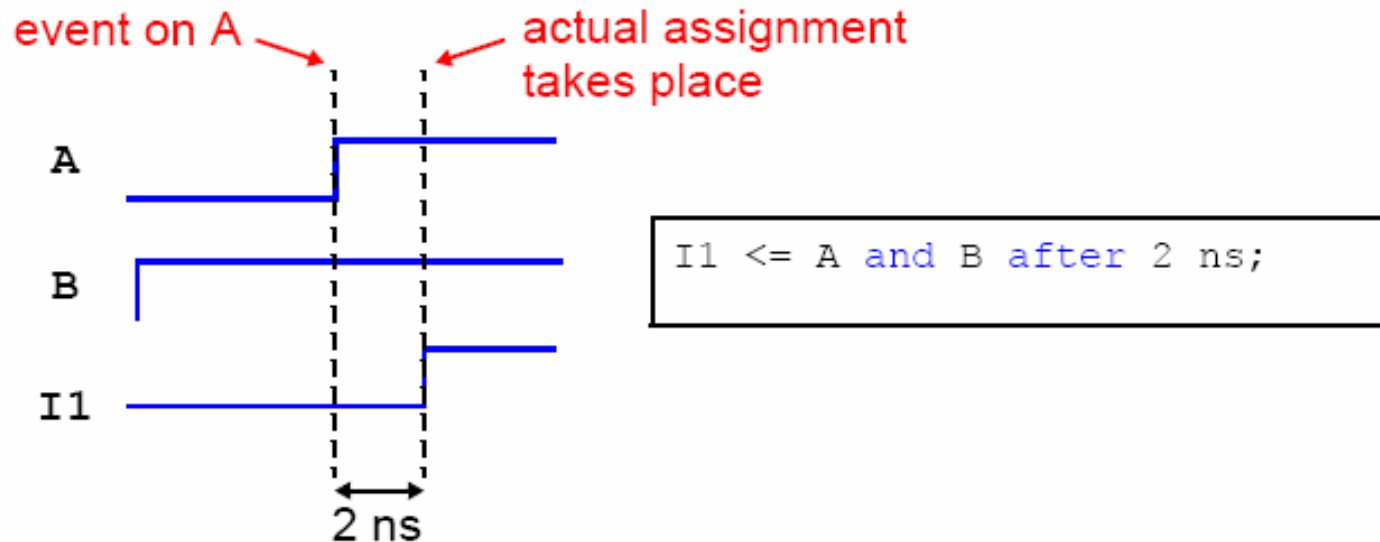 event on A
actual assignment
takes place
A
B
I1
I1 <= A and B after 2 ns;
2 ns